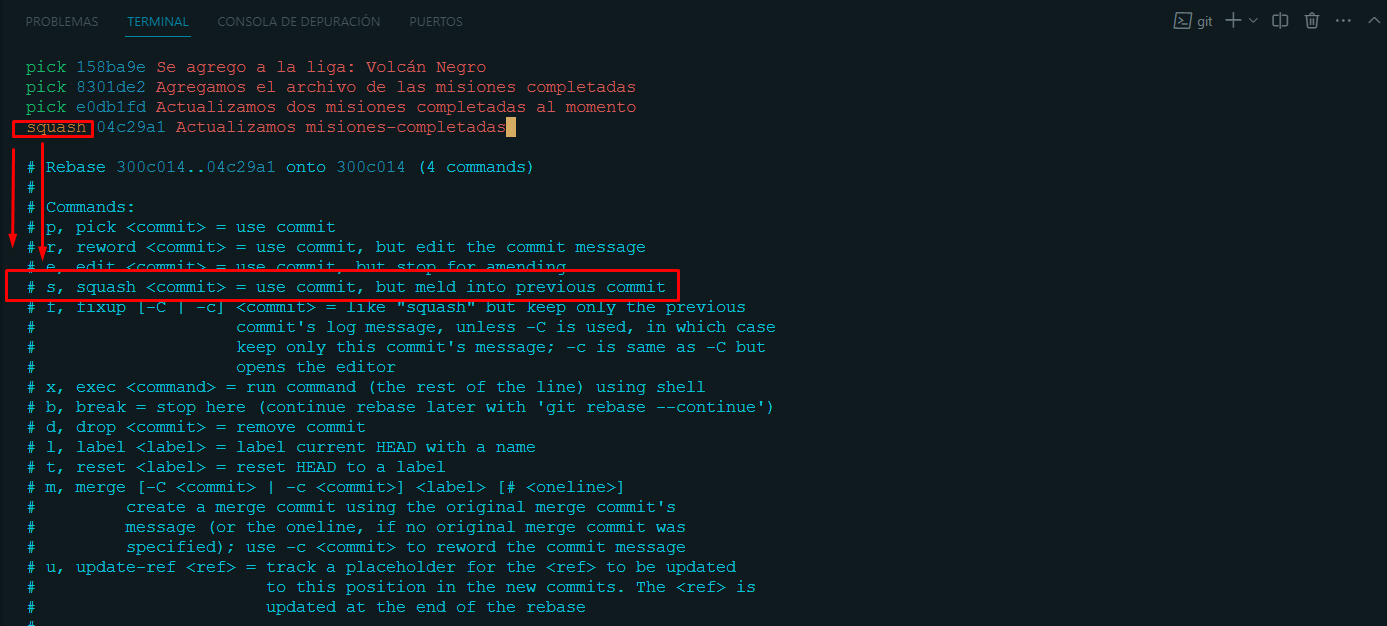 PROBLEMAS TERMINAL CONSOLA DE DEPURACIÓN PUERTOS git
pick 158ba9e Se agrego a la liga: Volcán Negro
pick 8301de2 Agregamos el archivo de las misiones completadas
pick e0db1fd Actualizamos dos misiones completadas al momento
squash 04c29a1 Actualizamos misiones-completadas
# Rebase 300c014..04c29a1 onto 300c014 (4 commands)
#
# Commands:
# p, pick <commit> = use commit
# r, reword <commit> = use commit, but edit the commit message
# e, edit <commit> = use commit, but stop for amending
# s, squash <commit> = use commit, but meld into previous commit
# f, fixup [-C | -c] <commit> = like "squash" but keep only the previous
# commit's log message, unless -C is used, in which case
# keep only this commit's message; -c is same as -C but
# opens the editor
# x, exec <command> = run command (the rest of the line) using shell
# b, break = stop here (continue rebase later with 'git rebase --continue')
# d, drop <commit> = remove commit
# l, label <label> = label current HEAD with a name
# t, reset <label> = reset HEAD to a label
# m, merge [-C <commit> | -c <commit>] <label> [# <oneline>]
# create a merge commit using the original merge commit's
# message (or the oneline, if no original merge commit was
# specified); use -c <commit> to reword the commit message
# u, update-ref <ref> = track a placeholder for the <ref> to be updated
# to this position in the new commits. The <ref> is
# updated at the end of the rebase
#